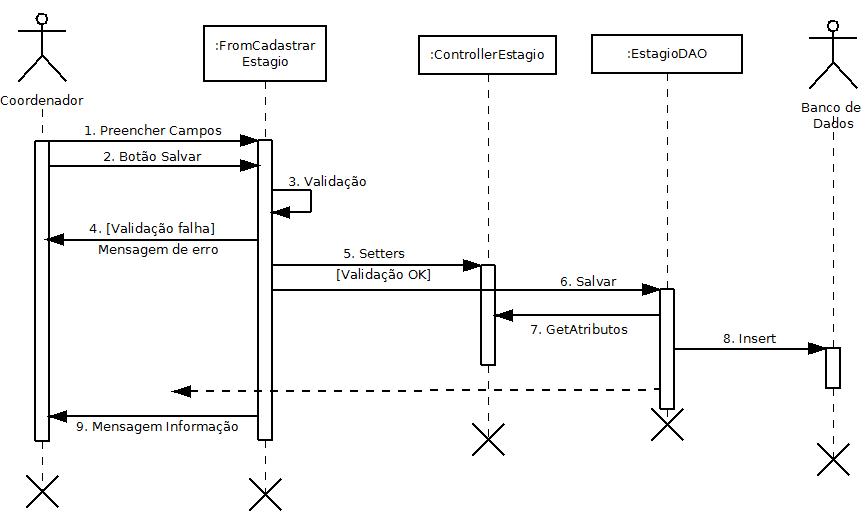 :FromCadastrar
Estagio
:ControllerEstagio
:EstagioDAO
Coordenador
Banco de
Dados
1. Preencher Campos
2. Botão Salvar
3. Validação
4. [Validação falha]
Mensagem de erro
5. Setters
[Validação OK]
6. Salvar
7. GetAtributos
8. Insert
9. Mensagem Informação